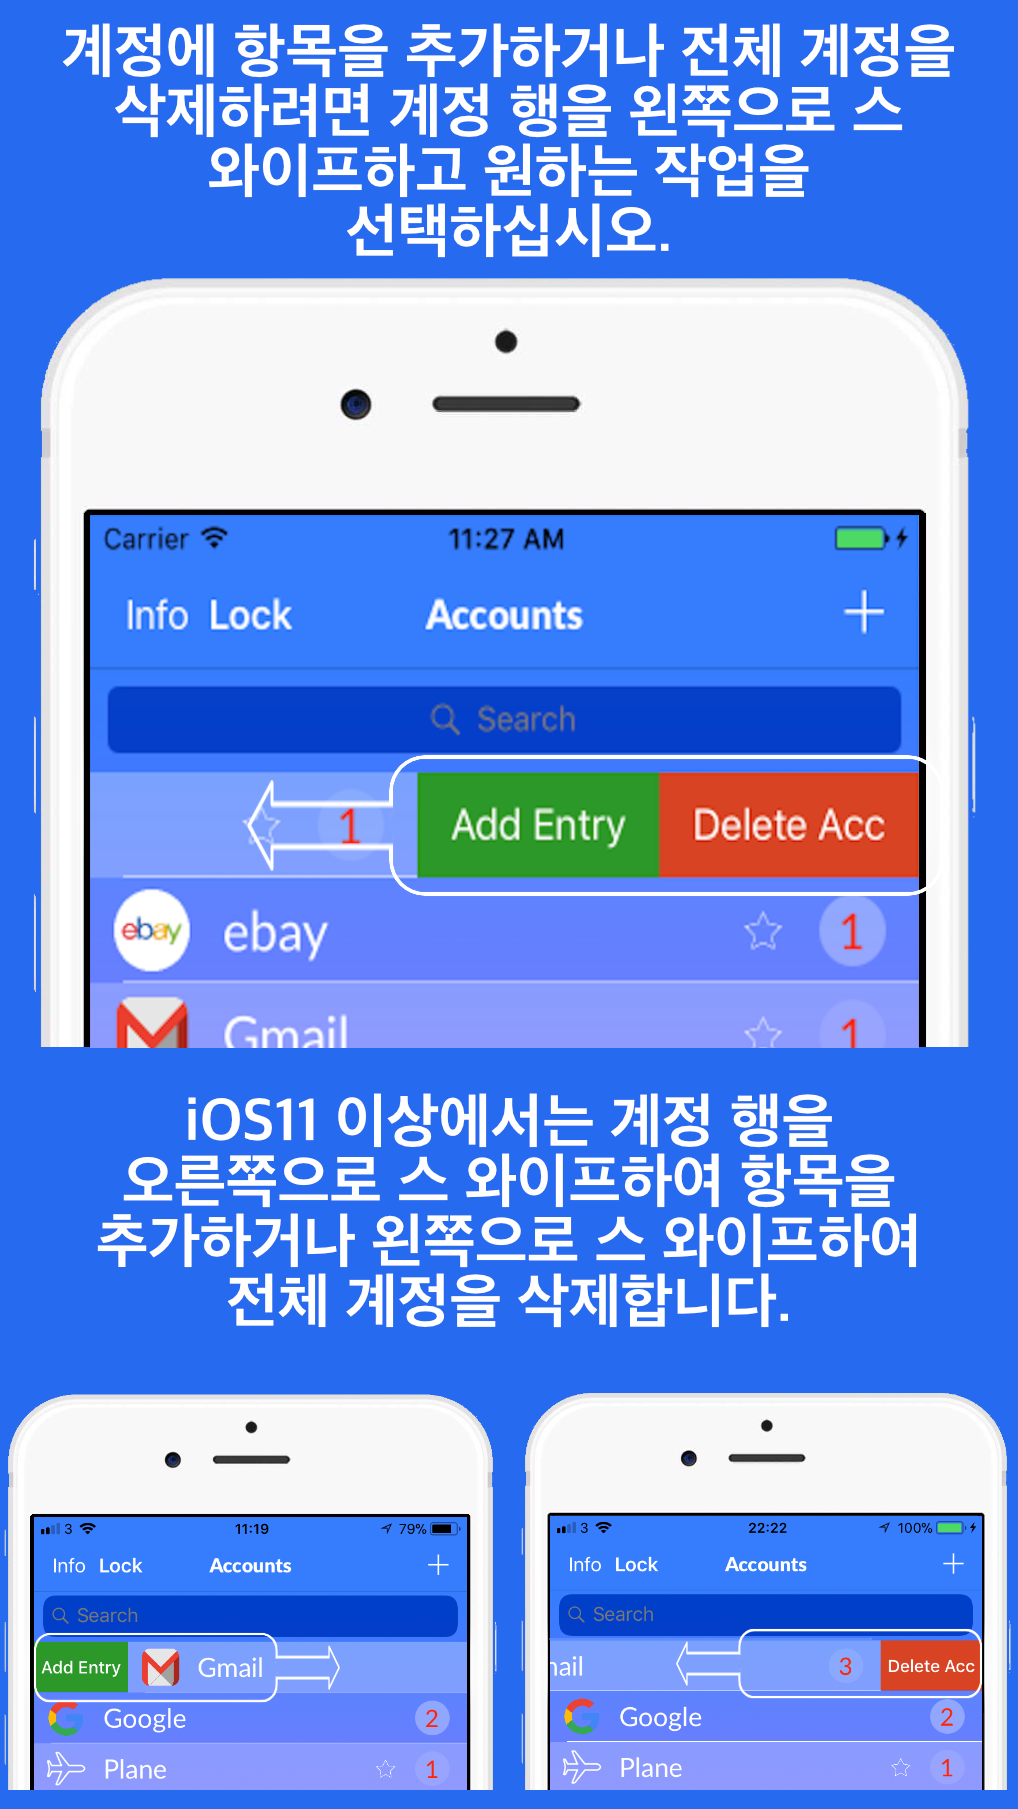 계정에 항목을 추가하거나 전체 계정을
삭제하려면 계정 행을 왼쪽으로 스
와이프하고 원하는 작업을
선택하십시오.
Carrier 11:27 AM
Info Lock Accounts
Search
1 Add Entry Delete Acc
ebay ebay 1
Gmail 1
iOS11 이상에서는 계정 행을
오른쪽으로 스 와이프하여 항목을
추가하거나 왼쪽으로 스 와이프하여
전체 계정을 삭제합니다.
3 11:19 79%
Info Lock Accounts
Search
Add Entry Gmail
Google 2
Plane 1
3 22:22 100%
Info Lock Accounts
Search
ail 3 Delete Acc
Google 2
Plane 1